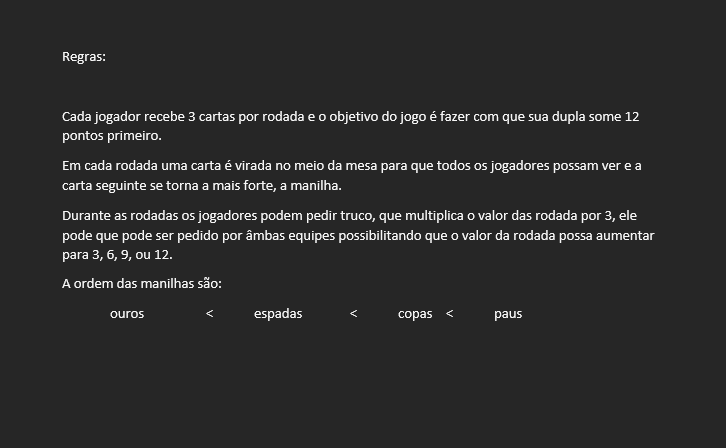 Regras:
Cada jogador recebe 3 cartas por rodada e o objetivo do jogo é fazer com que sua dupla some 12
pontos primeiro.
Em cada rodada uma carta é virada no meio da mesa para que todos os jogadores possam ver e a
carta seguinte se torna a mais forte, a manilha.
Durante as rodadas os jogadores podem pedir truco, que multiplica o valor das rodada por 3, ele
pode que pode ser pedido por âmbas equipes possibilitando que o valor da rodada possa aumentar
para 3, 6, 9, ou 12.
A ordem das manilhas são:
ouros < espadas < copas < paus